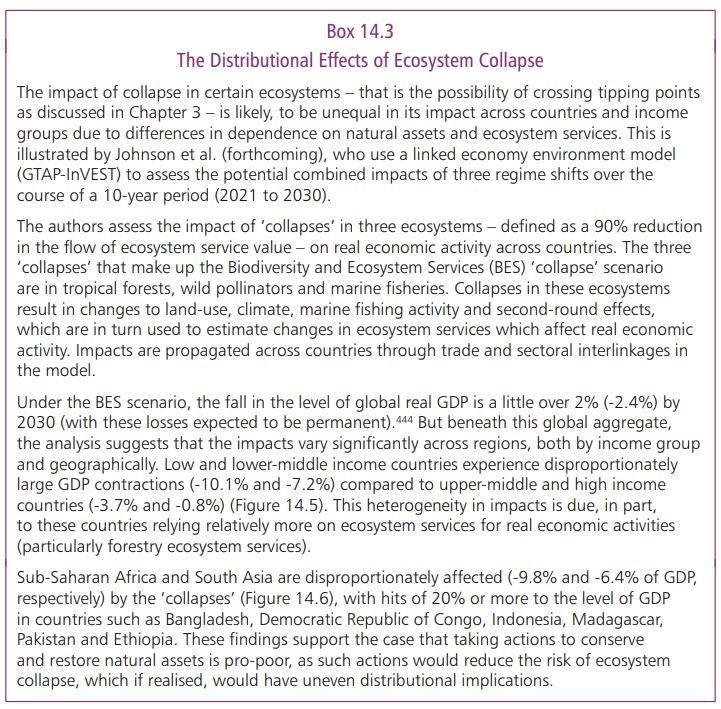 Box 14.3
The Distributional Effects of Ecosystem Collapse
The impact of collapse in certain ecosystems – that is the possibility of crossing tipping points
as discussed in Chapter 3 – is likely, to be unequal in its impact across countries and income
groups due to differences in dependence on natural assets and ecosystem services. This is
illustrated by Johnson et al. (forthcoming), who use a linked economy environment model
(GTAP-InVEST) to assess the potential combined impacts of three regime shifts over the
course of a 10-year period (2021 to 2030).
The authors assess the impact of ‘collapses’ in three ecosystems – defined as a 90% reduction
in the flow of ecosystem service value – on real economic activity across countries. The three
‘collapses’ that make up the Biodiversity and Ecosystem Services (BES) ‘collapse’ scenario
are in tropical forests, wild pollinators and marine fisheries. Collapses in these ecosystems
result in changes to land-use, climate, marine fishing activity and second-round effects,
which are in turn used to estimate changes in ecosystem services which affect real economic
activity. Impacts are propagated across countries through trade and sectoral interlinkages in
the model.
Under the BES scenario, the fall in the level of global real GDP is a little over 2% (-2.4%) by
2030 (with these losses expected to be permanent).⁴⁴⁴ But beneath this global aggregate,
the analysis suggests that the impacts vary significantly across regions, both by income group
and geographically. Low and lower-middle income countries experience disproportionately
large GDP contractions (-10.1% and -7.2%) compared to upper-middle and high income
countries (-3.7% and -0.8%) (Figure 14.5). This heterogeneity in impacts is due, in part,
to these countries relying relatively more on ecosystem services for real economic activities
(particularly forestry ecosystem services).
Sub-Saharan Africa and South Asia are disproportionately affected (-9.8% and -6.4% of GDP,
respectively) by the ‘collapses’ (Figure 14.6), with hits of 20% or more to the level of GDP
in countries such as Bangladesh, Democratic Republic of Congo, Indonesia, Madagascar,
Pakistan and Ethiopia. These findings support the case that taking actions to conserve
and restore natural assets is pro-poor, as such actions would reduce the risk of ecosystem
collapse, which if realised, would have uneven distributional implications.